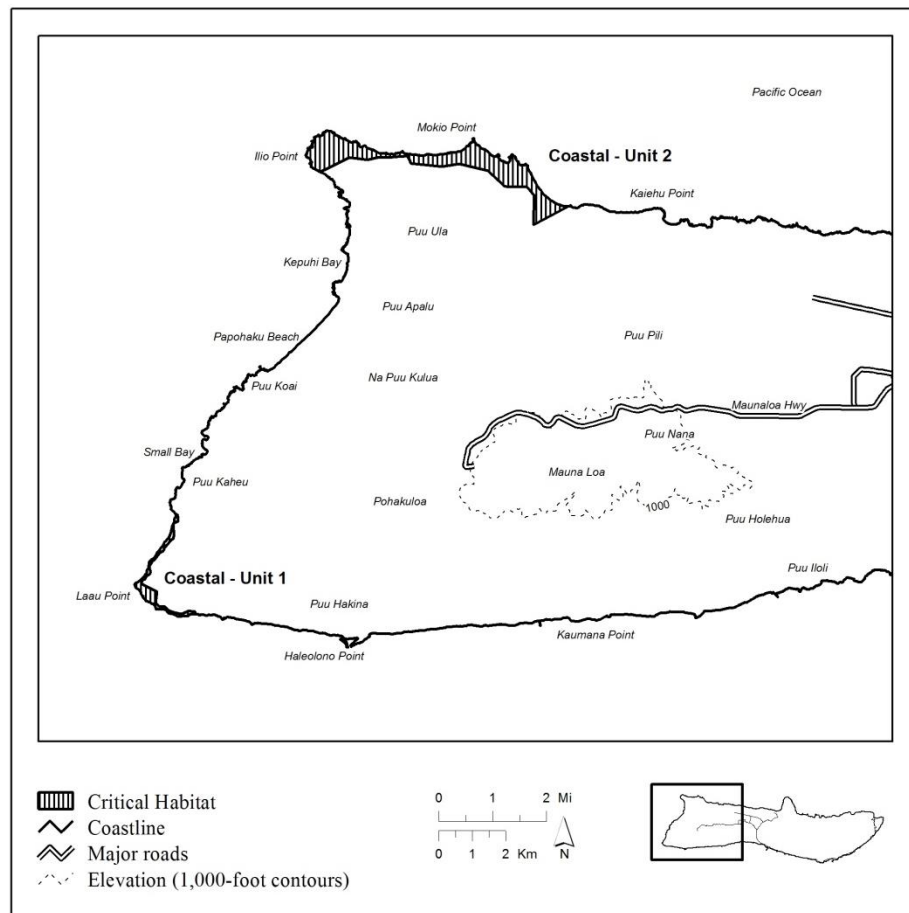 Pacific Ocean
Mokio Point
Ilio Point
Coastal - Unit 2
Kaiehu Point
Puu Ula
Kepuhi Bay
Puu Apalu
Papohaku Beach
Puu Pili
Na Puu Kulua
Puu Koai
Maunaloa Hwy
Puu Nana
Small Bay
Mauna Loa
Puu Kaheu
Pohakuloa
1000
Puu Holehua
Puu Iloli
Coastal - Unit 1
Laau Point
Puu Hakina
Kaumana Point
Haleolono Point
Critical Habitat
Coastline
Major roads
Elevation (1,000-foot contours)
0 1 2 Mi
0 1 2 Km
N